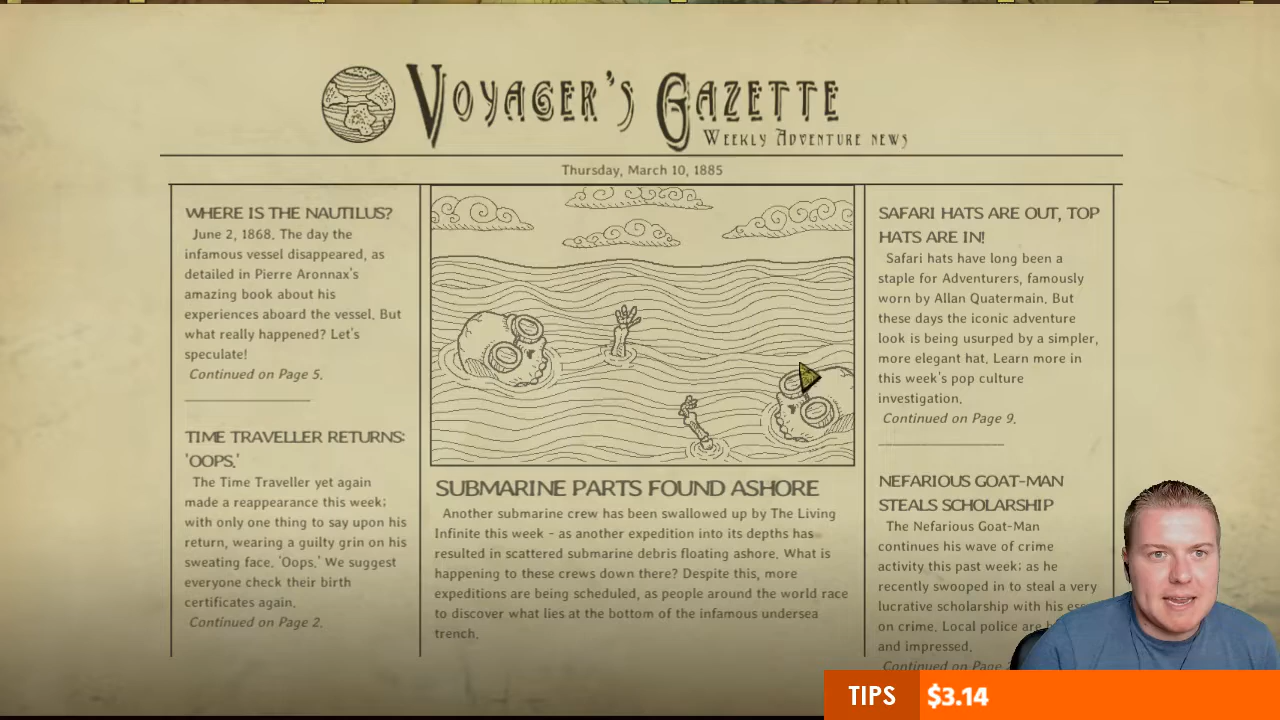 VOYAGER'S GAZETTE
WEEKLY ADVENTURE NEWS
Thursday, March 10, 1885
WHERE IS THE NAUTILUS?
June 2, 1868. The day the
infamous vessel disappeared, as
detailed in Pierre Aronnax's
amazing book about his
experiences aboard the vessel. But
what really happened? Let's
speculate!
Continued on Page 5.
TIME TRAVELLER RETURNS:
'OOPS.'
The Time Traveller yet again
made a reappearance this week;
with only one thing to say upon his
return, wearing a guilty grin on his
sweating face. 'Oops.' We suggest
everyone check their birth
certificates again.
Continued on Page 2.
SUBMARINE PARTS FOUND ASHORE
Another submarine crew has been swallowed up by The Living
Infinite this week - as another expedition into its depths has
resulted in scattered submarine debris floating ashore. What is
happening to these crews down there? Despite this, more
expeditions are being scheduled, as people around the world race
to discover what lies at the bottom of the infamous undersea
trench.
SAFARI HATS ARE OUT, TOP
HATS ARE IN!
Safari hats have long been a
staple for Adventurers, famously
worn by Allan Quatermain. But
these days the iconic adventure
look is being usurped by a simpler,
more elegant hat. Learn more in
this week's pop culture
investigation.
Continued on Page 9.
NEFARIOUS GOAT-MAN
STEALS SCHOLARSHIP
The Nefarious Goat-Man
continues his wave of crime
activity this past week; as he
recently swooped in to steal a very
lucrative scholarship with his
on crime. Local police are
and impressed.
Continued on Page
TIPS $3.14